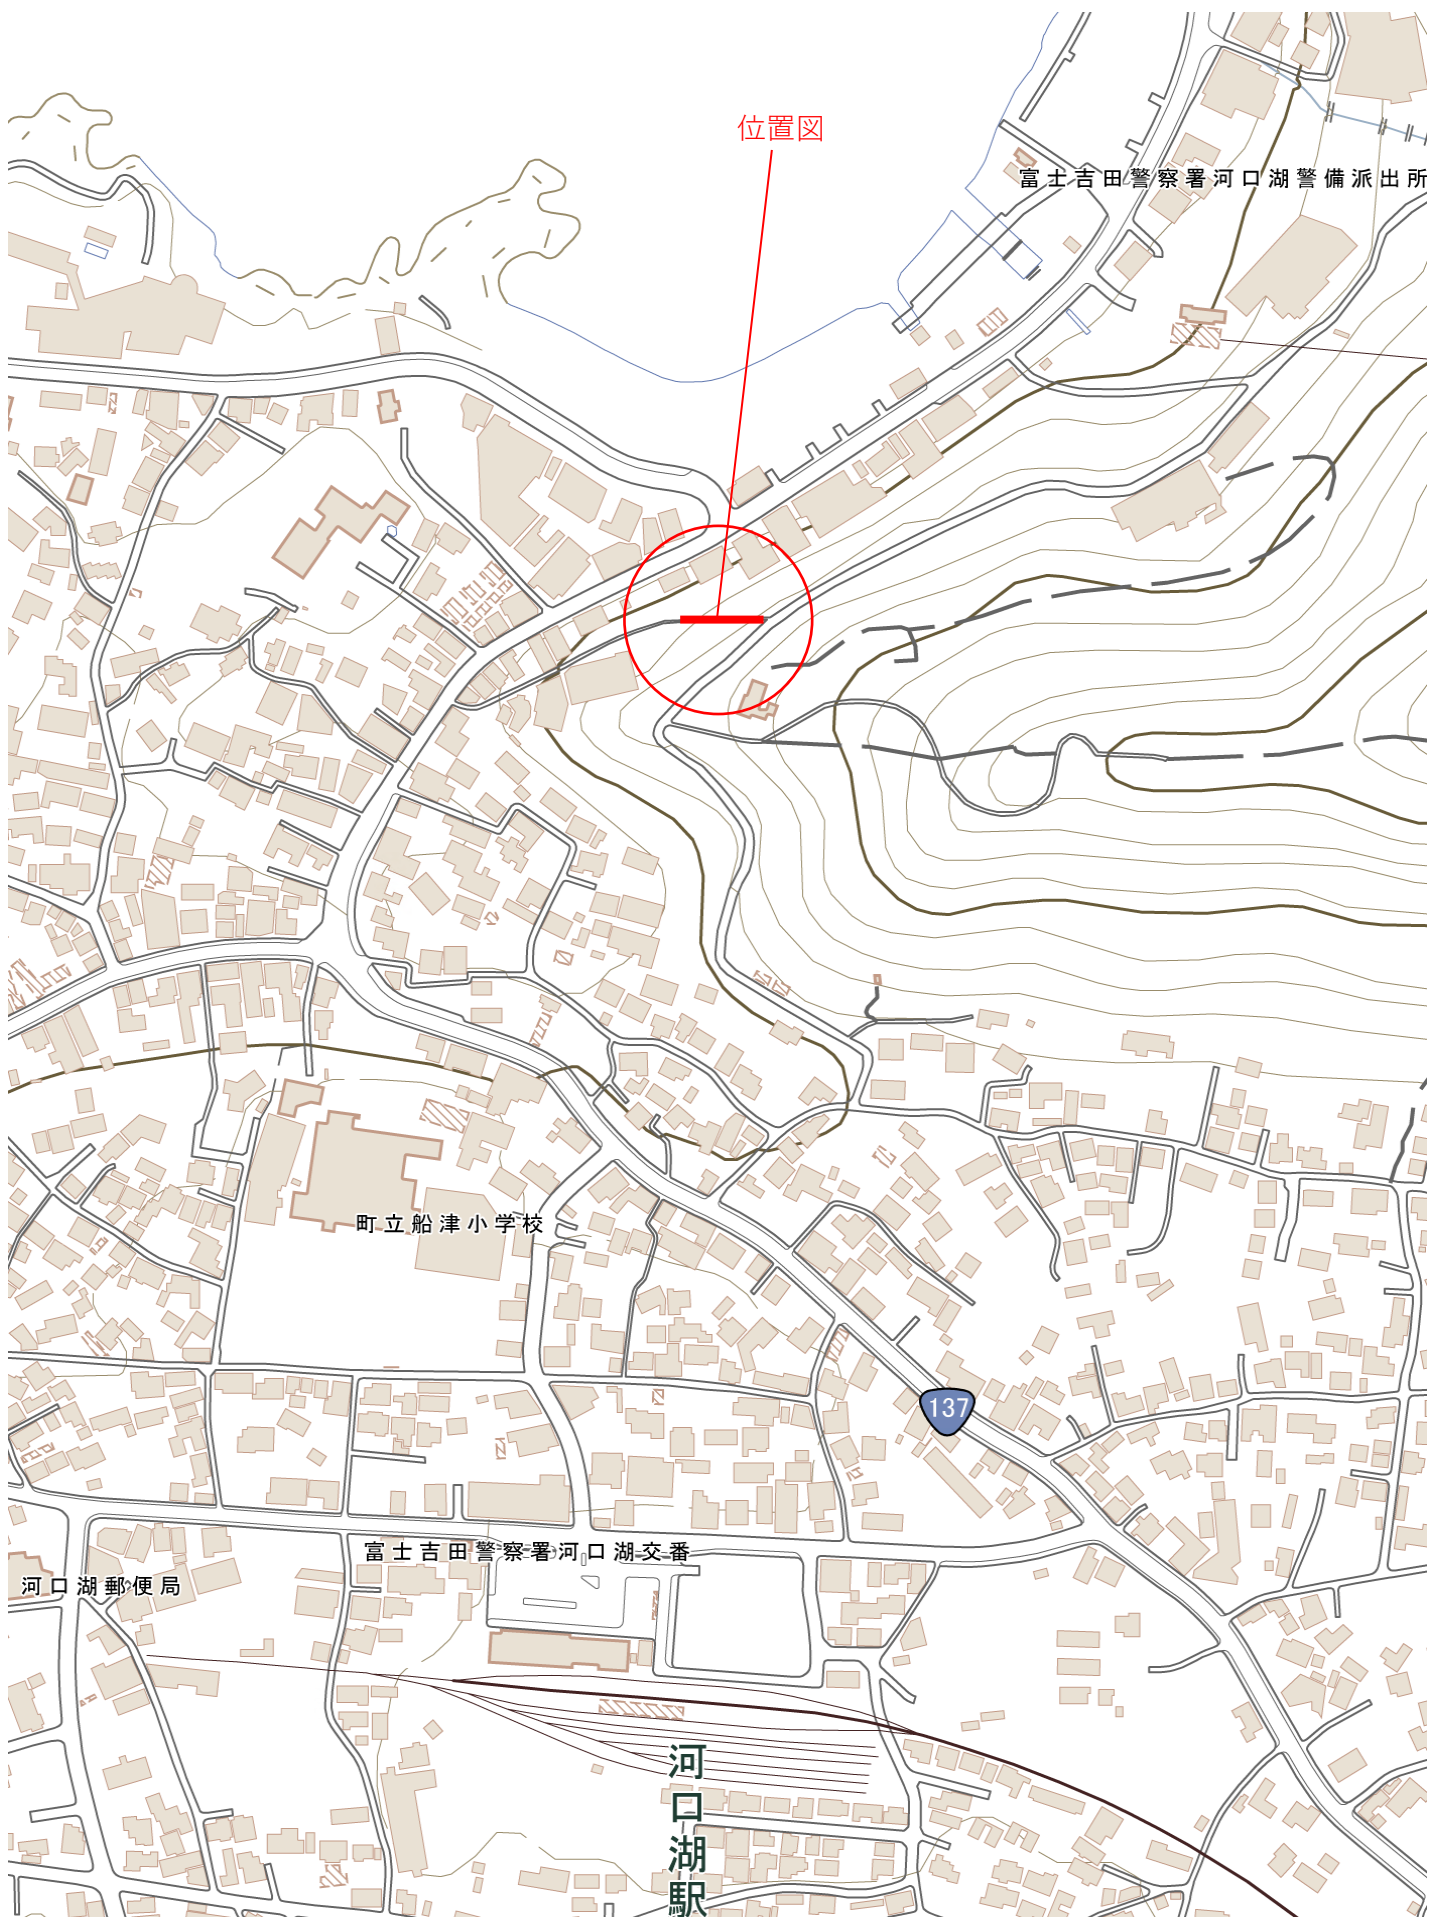 位置図
富士吉田警察署河口湖警備派出所
町立船津小学校
137
富士吉田警察署河口湖交番
河口湖郵便局
河口湖駅